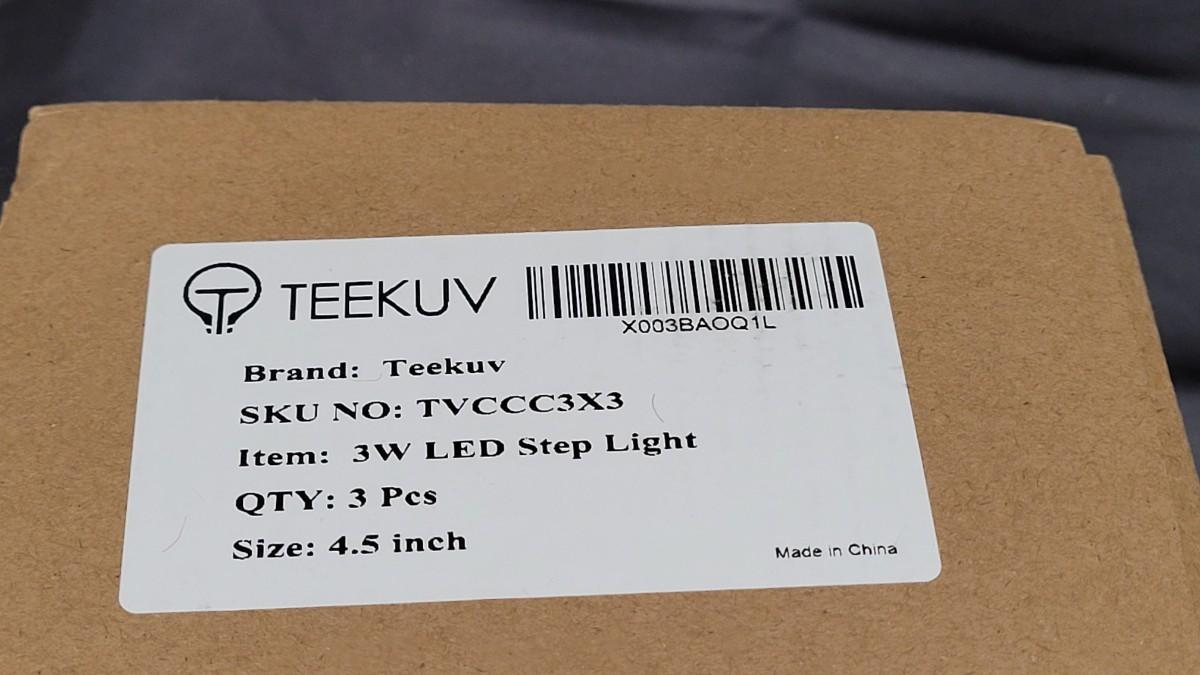 TEEKUV
X003BAOQ1L
Brand: Teekuv
SKU NO: TVCCC3X3
Item: 3W LED Step Light
QTY: 3 Pcs
Size: 4.5 inch
Made in China